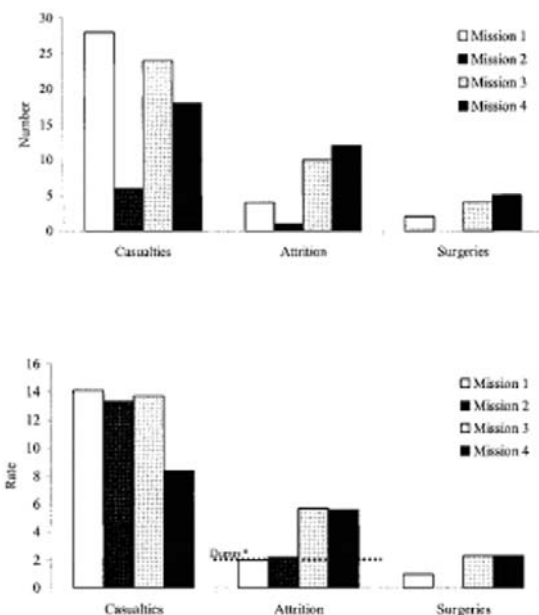 30
25
20
15
10
5
0
Number
Mission 1
Mission 2
Mission 3
Mission 4
Casualties Attrition Surgeries
16
14
12
10
8
6
4
2
0
Rate
Mission 1
Mission 2
Mission 3
Mission 4
Dupuy *
Casualties Attrition Surgeries